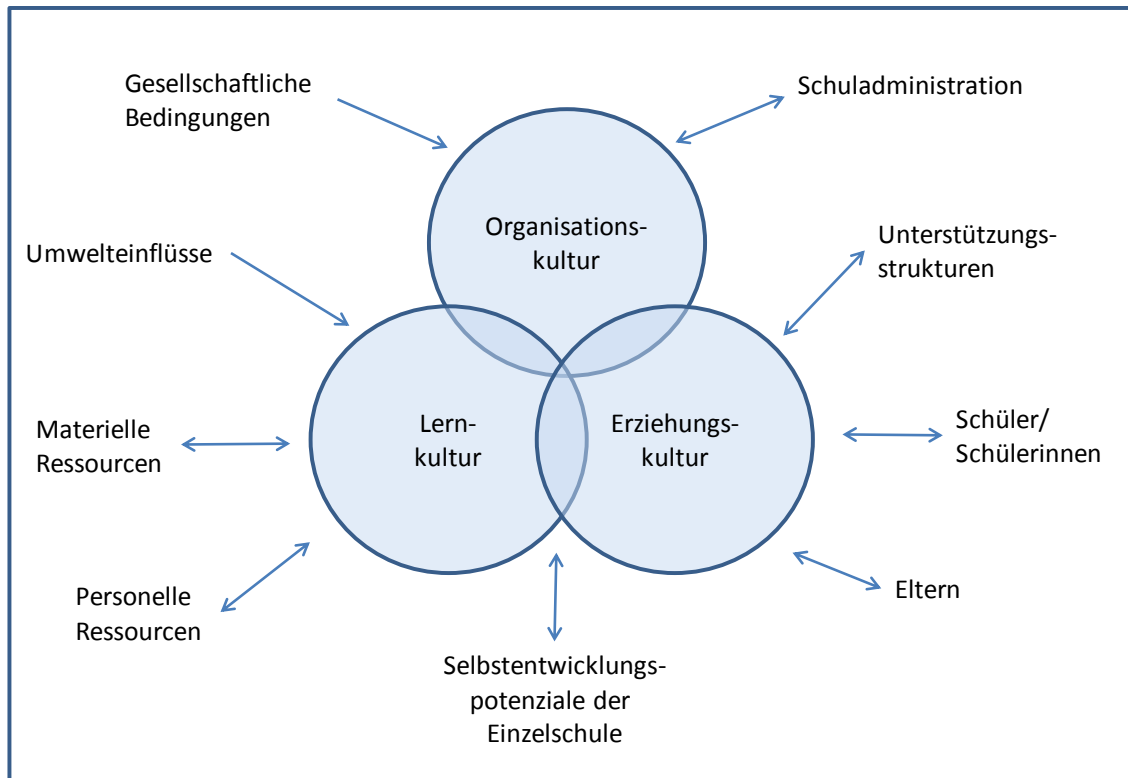 Gesellschaftliche
Bedingungen
Schuladministration
Organisations-
kultur
Unterstützungs-
strukturen
Umwelteinflüsse
Lern-
kultur
Erziehungs-
kultur
Materielle
Ressourcen
Schüler/
Schülerinnen
Personelle
Ressourcen
Eltern
Selbstentwicklungs-
potenziale der
Einzelschule